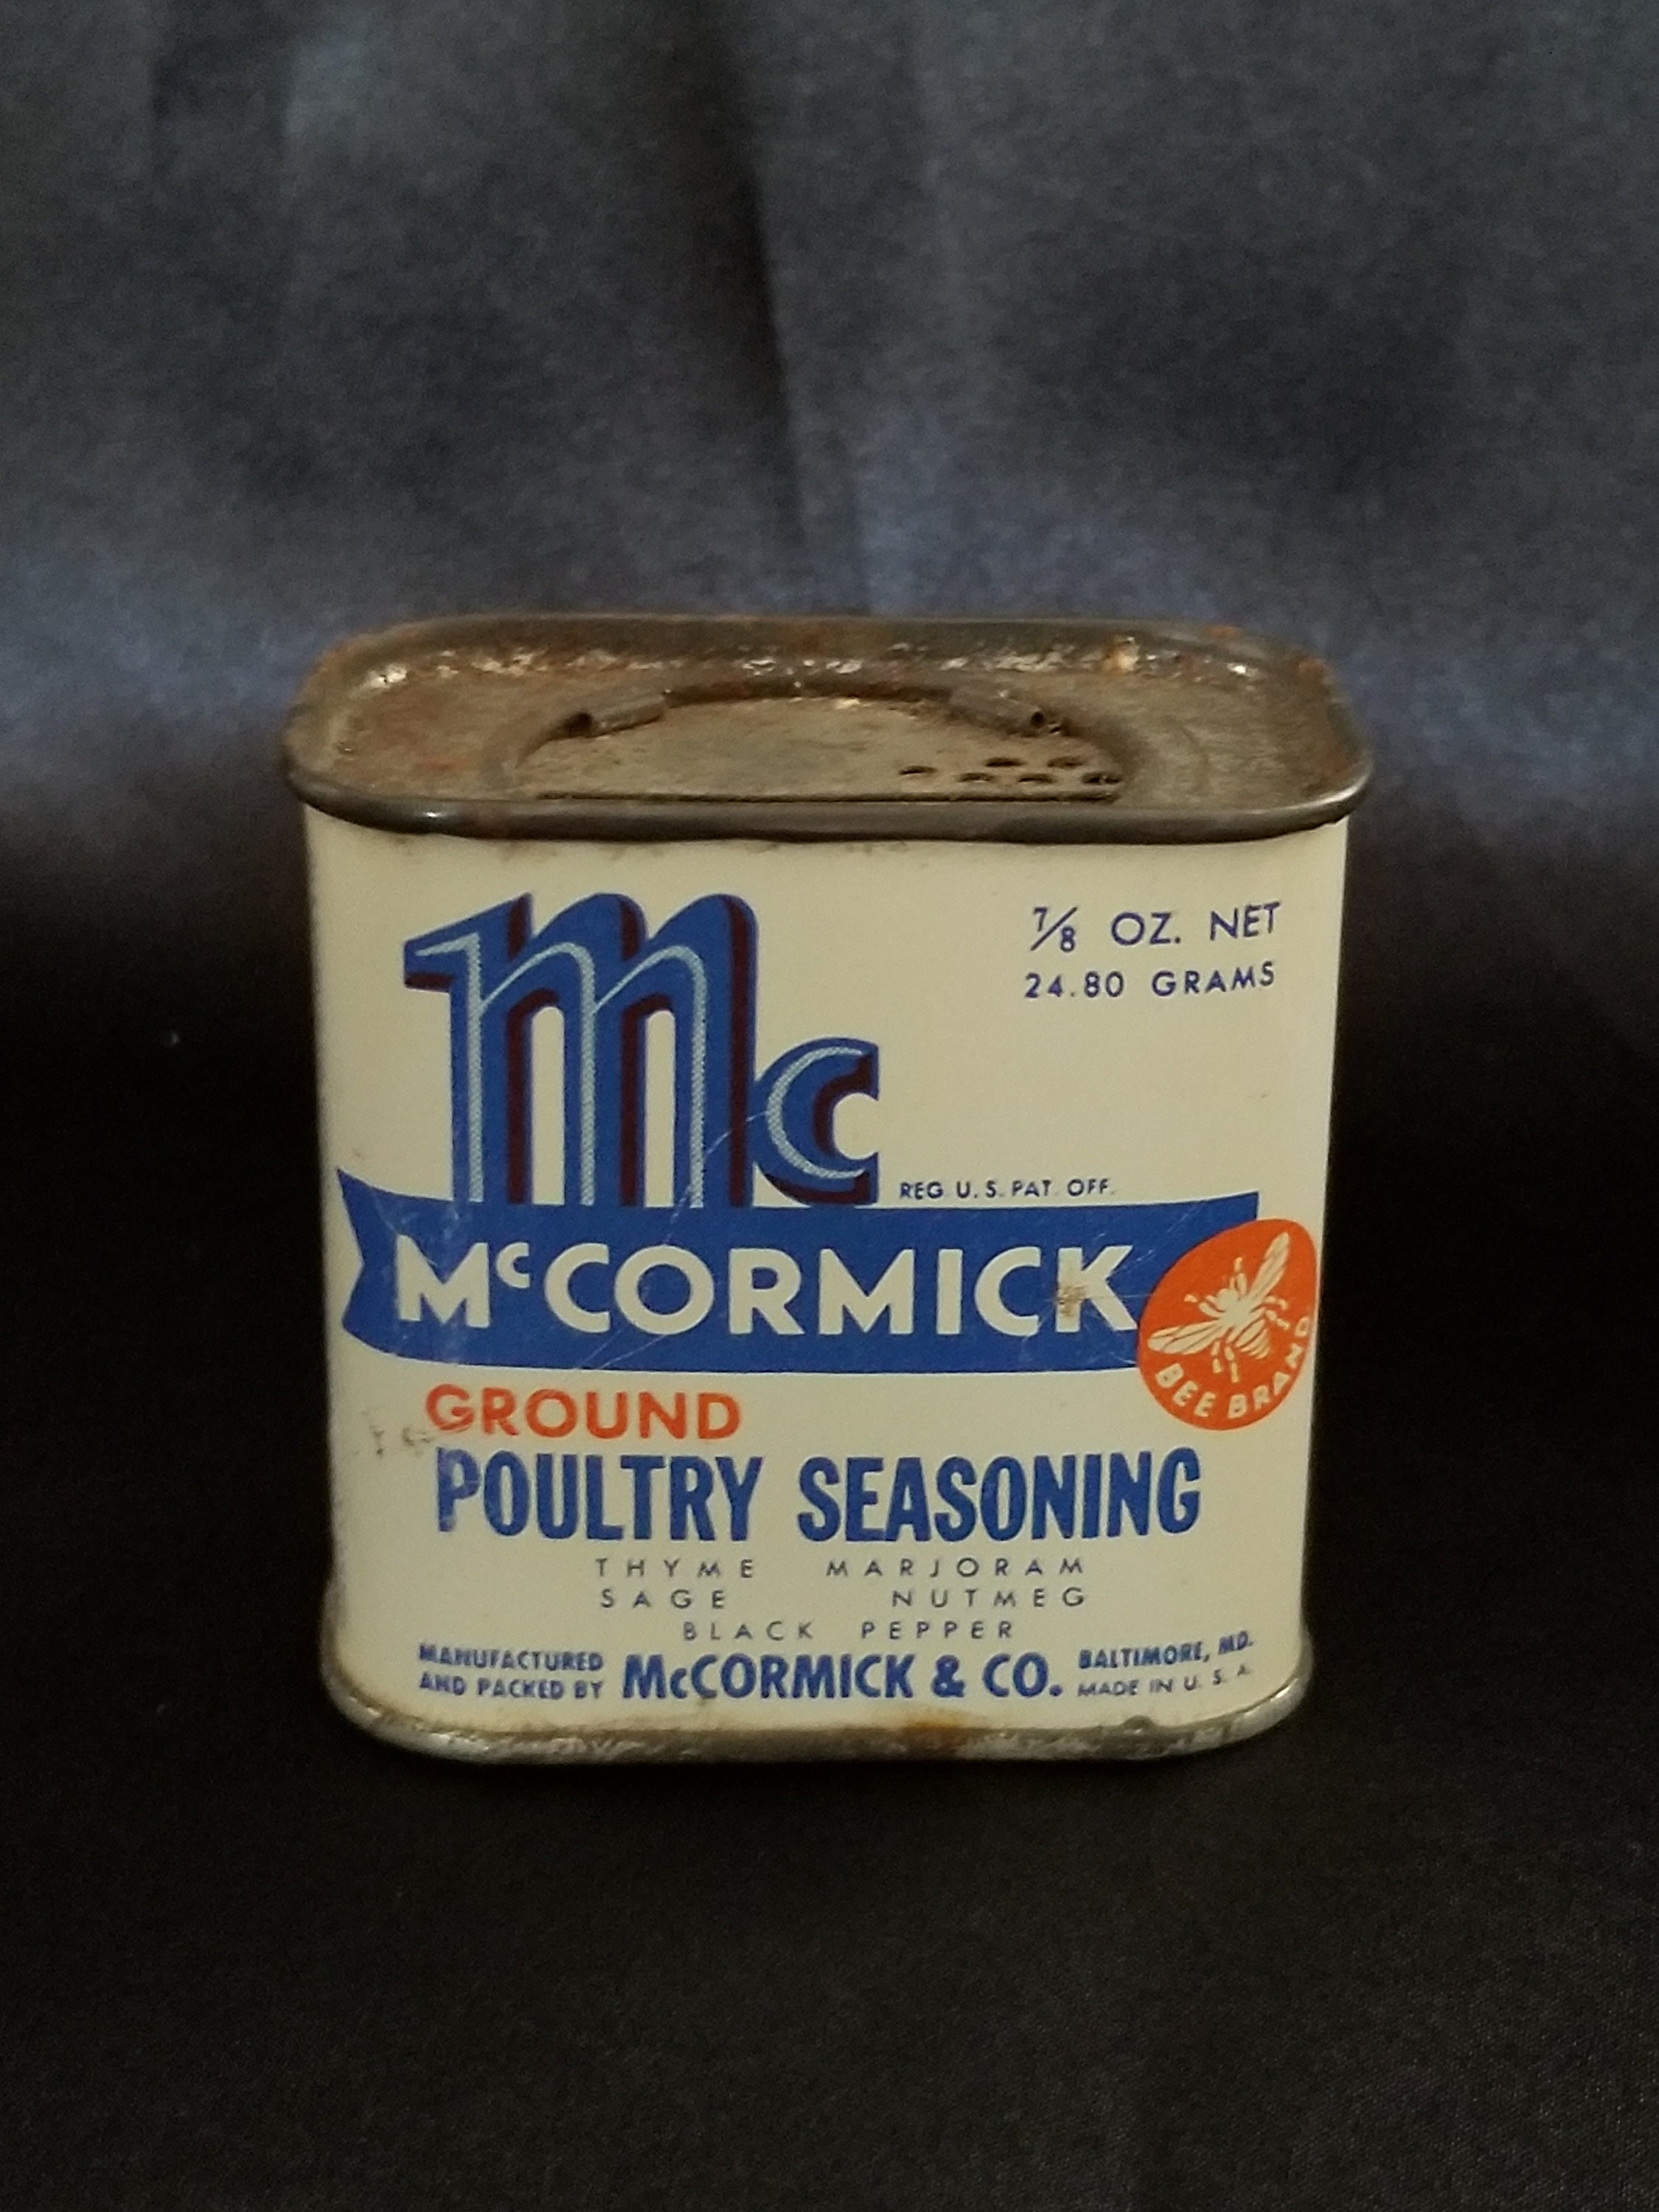 Mc
7/8 OZ. NET
24.80 GRAMS
REG. U. S. PAT. OFF.
McCORMICK
BEE BRAND
GROUND
POULTRY SEASONING
THYME MARJORAM
SAGE NUTMEG
BLACK PEPPER
MANUFACTURED
AND PACKED BY
McCORMICK & CO.
BALTIMORE, MD.
MADE IN U. S. A.